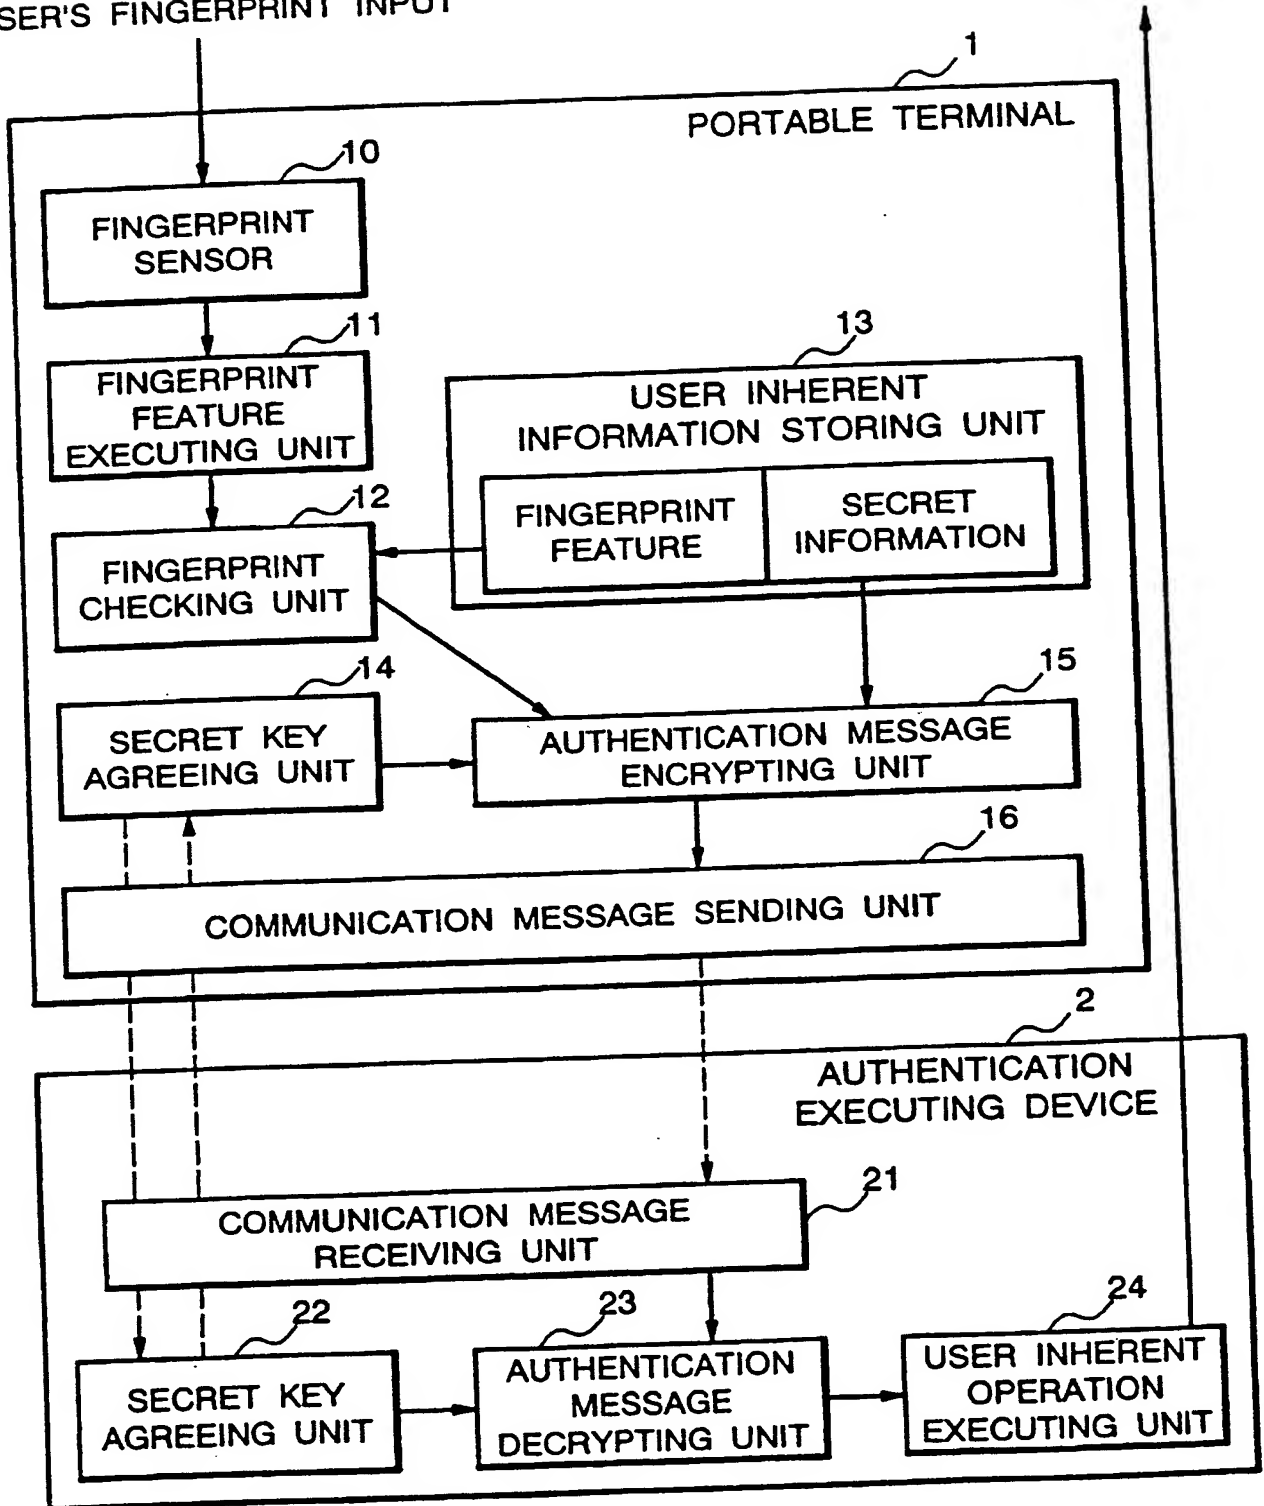 SER'S FINGERPRINT INPUT
1
PORTABLE TERMINAL
10
FINGERPRINT
SENSOR
11
FINGERPRINT
FEATURE
EXECUTING UNIT
13
USER INHERENT
INFORMATION STORING UNIT
FINGERPRINT
FEATURE
SECRET
INFORMATION
12
FINGERPRINT
CHECKING UNIT
14
SECRET KEY
AGREEING UNIT
15
AUTHENTICATION MESSAGE
ENCRYPTING UNIT
16
COMMUNICATION MESSAGE SENDING UNIT
2
AUTHENTICATION
EXECUTING DEVICE
21
COMMUNICATION MESSAGE
RECEIVING UNIT
22
SECRET KEY
AGREEING UNIT
23
AUTHENTICATION
MESSAGE
DECRYPTING UNIT
24
USER INHERENT
OPERATION
EXECUTING UNIT